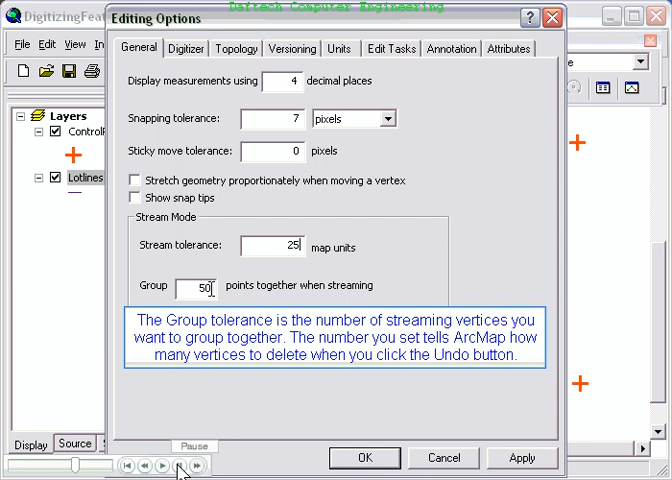 Daftech Computer Engineering
DigitizingFea
Editing Options
File Edit View
General Digitizer Topology Versioning Units Edit Tasks Annotation Attributes
Display measurements using 4 decimal places
Snapping tolerance: 7 pixels
Sticky move tolerance: 0 pixels
Stretch geometry proportionately when moving a vertex
Show snap tips
Stream Mode
Stream tolerance: 25 map units
Group 50 points together when streaming
The Group tolerance is the number of streaming vertices you
want to group together. The number you set tells ArcMap how
many vertices to delete when you click the Undo button.
Layers
ControlP
Lotlines
Display Source S
Pause
OK Cancel Apply